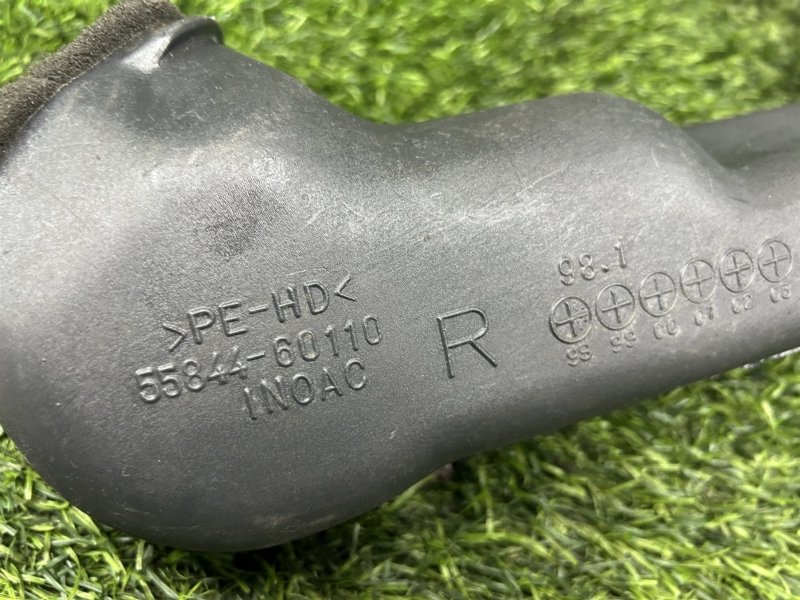 >PE-HD<
55844-60110
INOAC
R
98.1
98 99 00 01 02 03